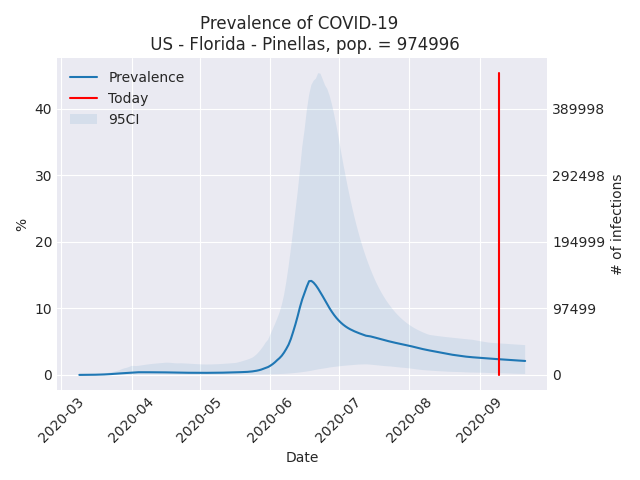 Prevalence of COVID-19
US - Florida - Pinellas, pop. = 974996
Prevalence
Today
95CI
%
40
30
20
10
0
389998
292498
194999
97499
0
# of infections
2020-03
2020-04
2020-05
2020-06
2020-07
2020-08
2020-09
Date